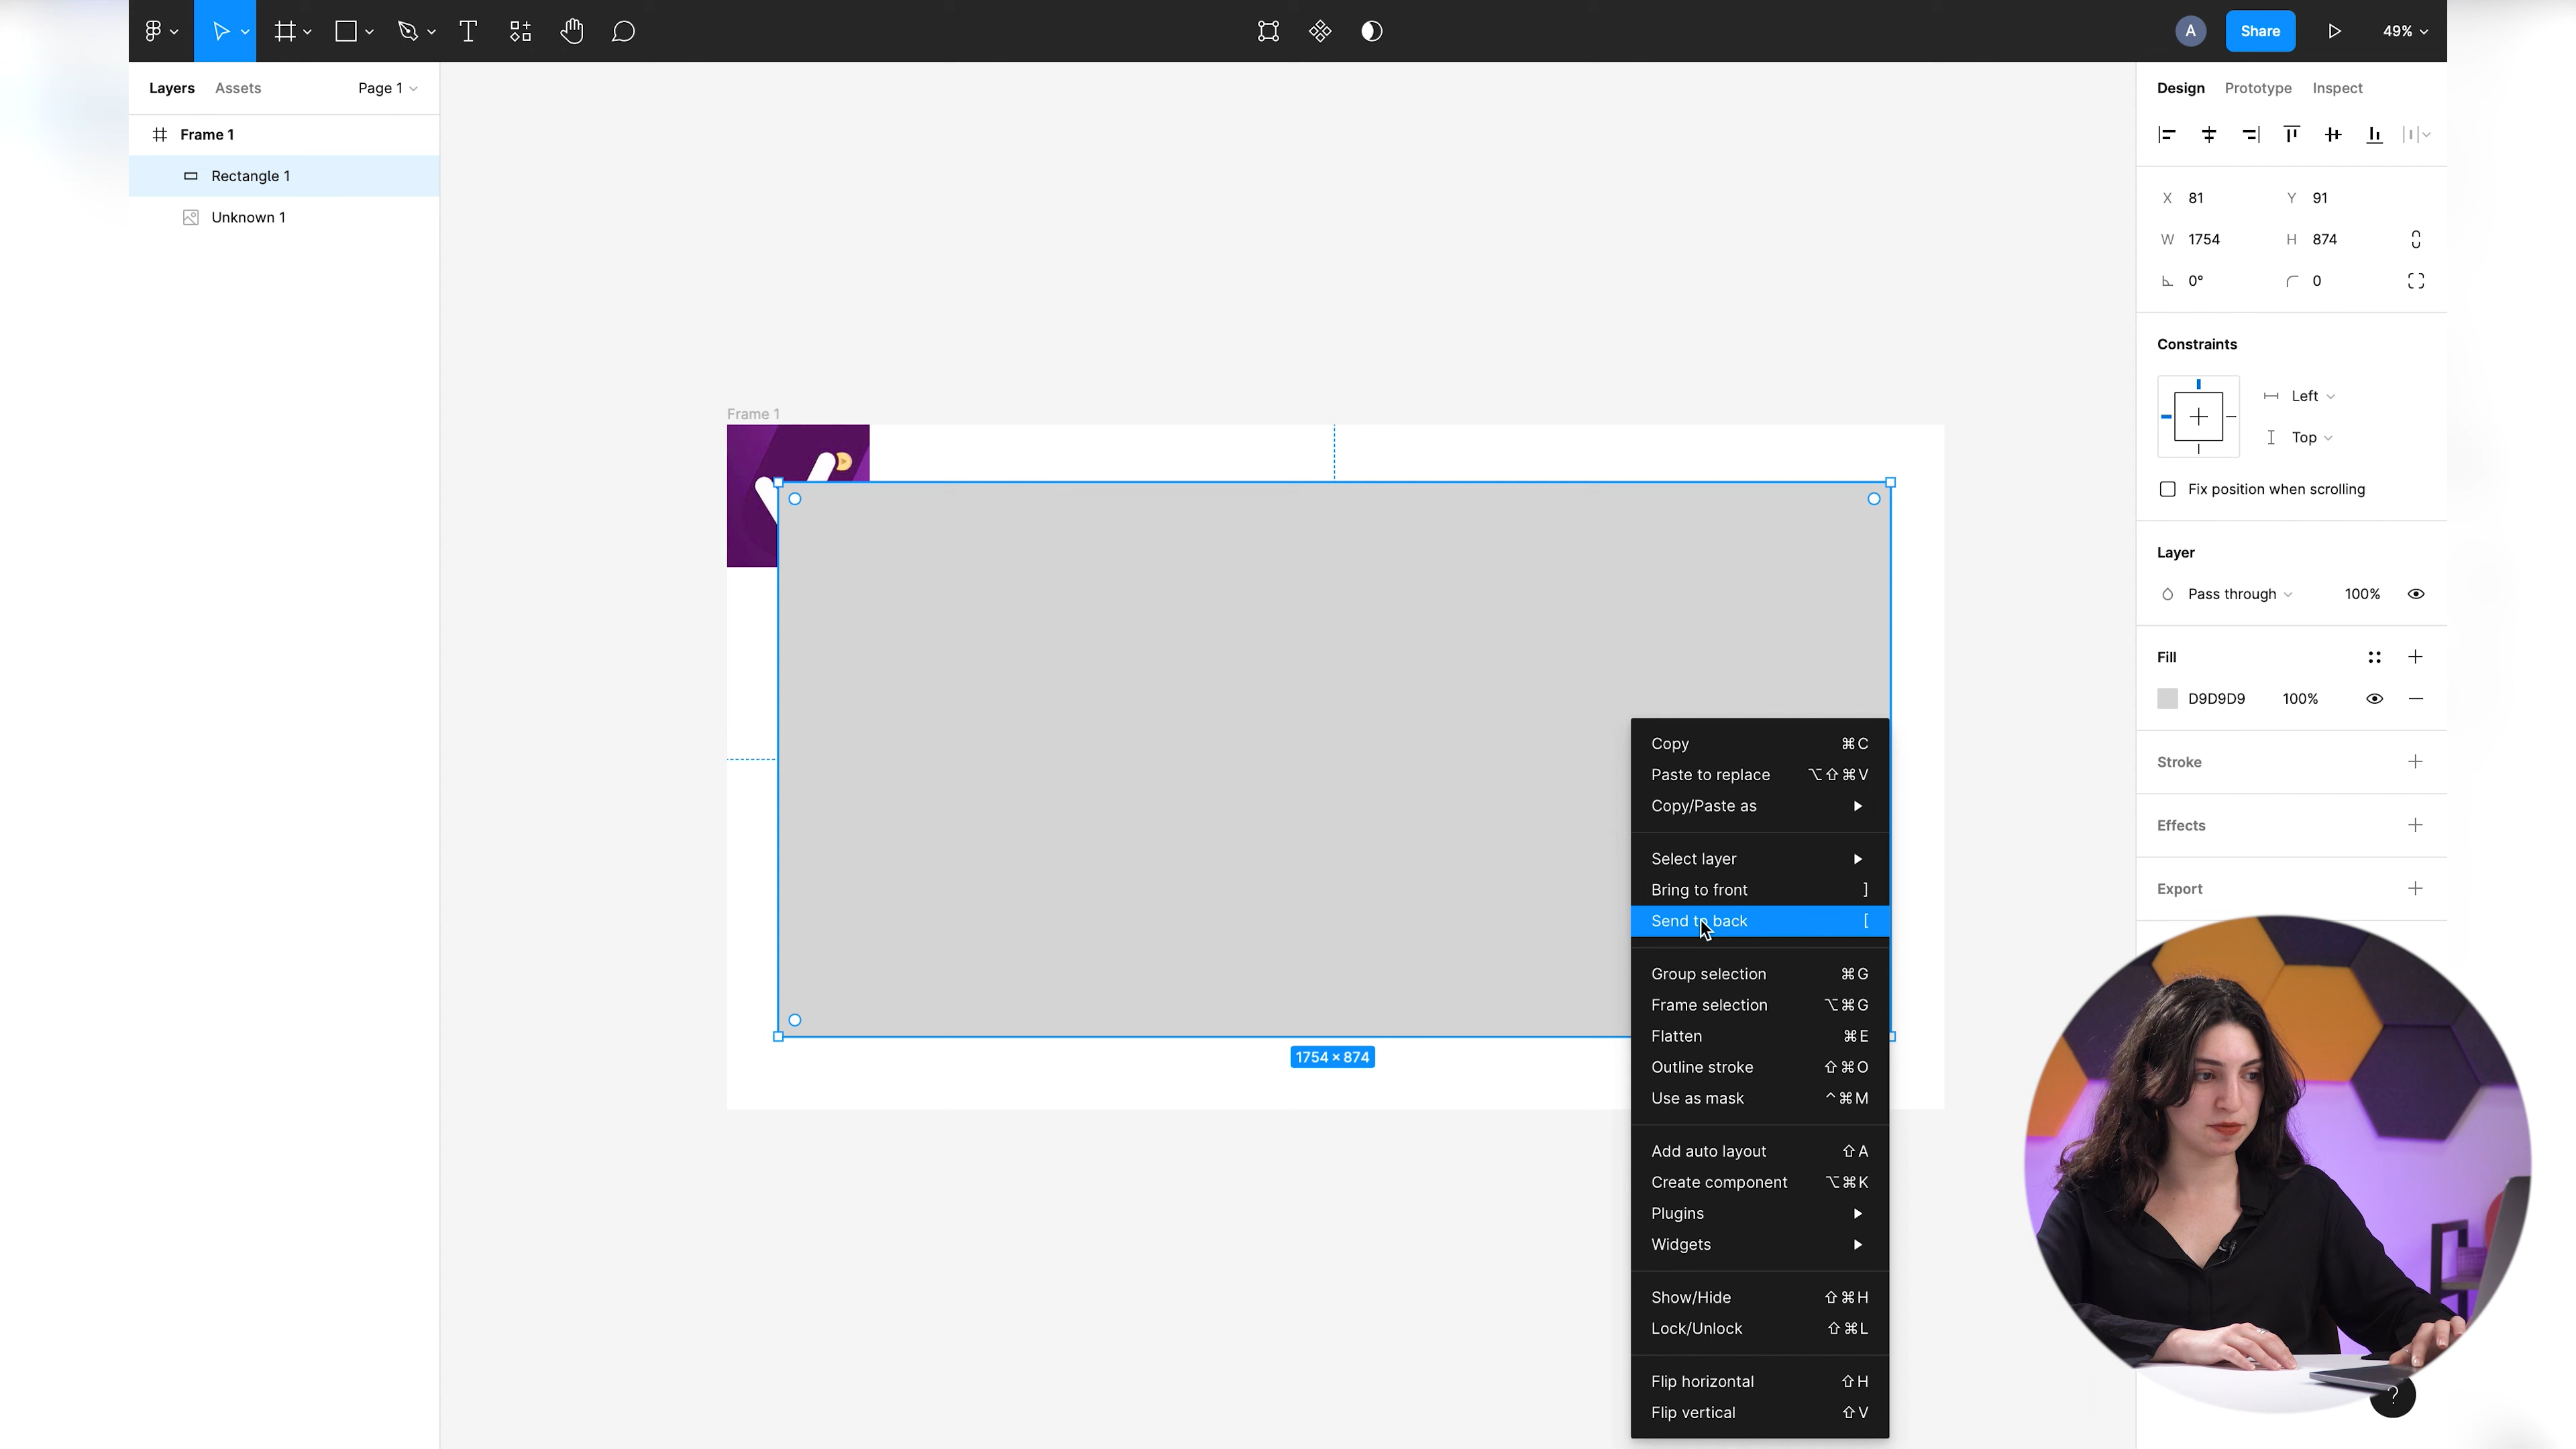 A
Share
49%
Layers Assets Page 1
Design Prototype Inspect
Frame 1
Rectangle 1
Unknown 1
X 81 Y 91
W 1754 H 874
0° 0
Constraints
Left
Top
Fix position when scrolling
Layer
Pass through 100%
Fill
D9D9D9 100%
Stroke
Effects
Export
Frame 1
1754 × 874
Copy ⌘C
Paste to replace ⌥⇧⌘V
Copy/Paste as
Select layer
Bring to front ]
Send to back [
Group selection ⌘G
Frame selection ⌥⌘G
Flatten ⌘E
Outline stroke ⇧⌘O
Use as mask ^⌘M
Add auto layout ⇧A
Create component ⌥⌘K
Plugins
Widgets
Show/Hide ⇧⌘H
Lock/Unlock ⇧⌘L
Flip horizontal ⇧H
Flip vertical ⇧V
?